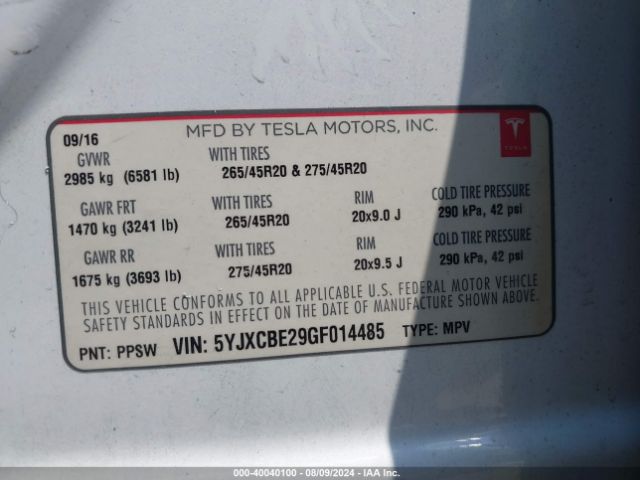 09/16 MFD BY TESLA MOTORS, INC. TESLA
GVWR WITH TIRES
2985 kg (6581 lb) 265/45R20 & 275/45R20
GAWR FRT WITH TIRES RIM COLD TIRE PRESSURE
1470 kg (3241 lb) 265/45R20 20x9.0 J 290 kPa, 42 psi
GAWR RR WITH TIRES RIM COLD TIRE PRESSURE
1675 kg (3693 lb) 275/45R20 20x9.5 J 290 kPa, 42 psi
THIS VEHICLE CONFORMS TO ALL APPLICABLE U.S. FEDERAL MOTOR VEHICLE
SAFETY STANDARDS IN EFFECT ON THE DATE OF MANUFACTURE SHOWN ABOVE.
PNT: PPSW VIN: 5YJXCBE29GF014485 TYPE: MPV
000-40040100 - 08/09/2024 - IAA Inc.